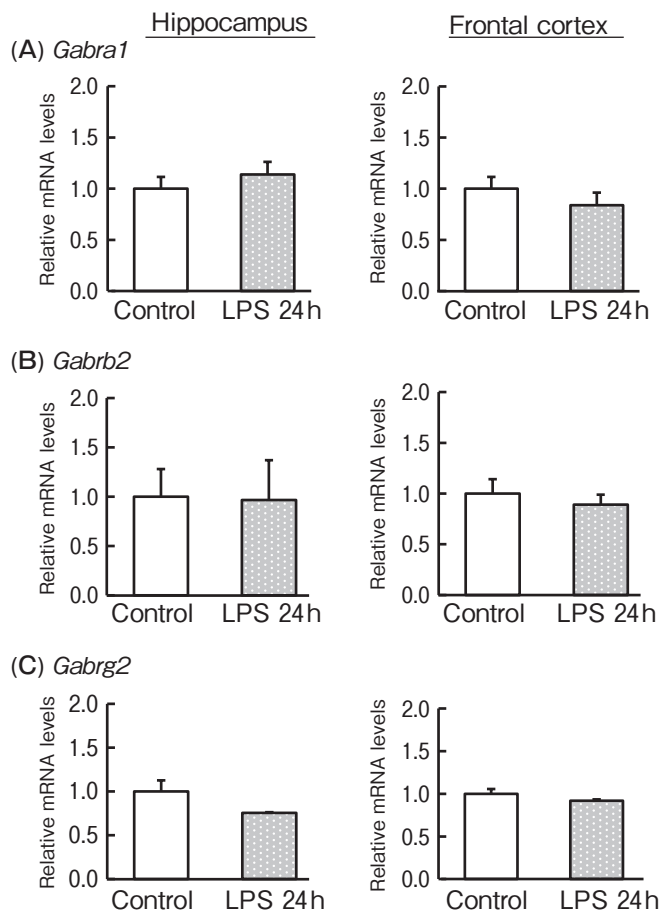 Hippocampus
Frontal cortex
(A) Gabra1
Relative mRNA levels
2.0
1.5
1.0
0.5
0.0
Control
LPS 24h
Relative mRNA levels
2.0
1.5
1.0
0.5
0.0
Control
LPS 24h
(B) Gabrb2
Relative mRNA levels
2.0
1.5
1.0
0.5
0.0
Control
LPS 24h
Relative mRNA levels
2.0
1.5
1.0
0.5
0.0
Control
LPS 24h
(C) Gabrg2
Relative mRNA levels
2.0
1.5
1.0
0.5
0.0
Control
LPS 24h
Relative mRNA levels
2.0
1.5
1.0
0.5
0.0
Control
LPS 24h